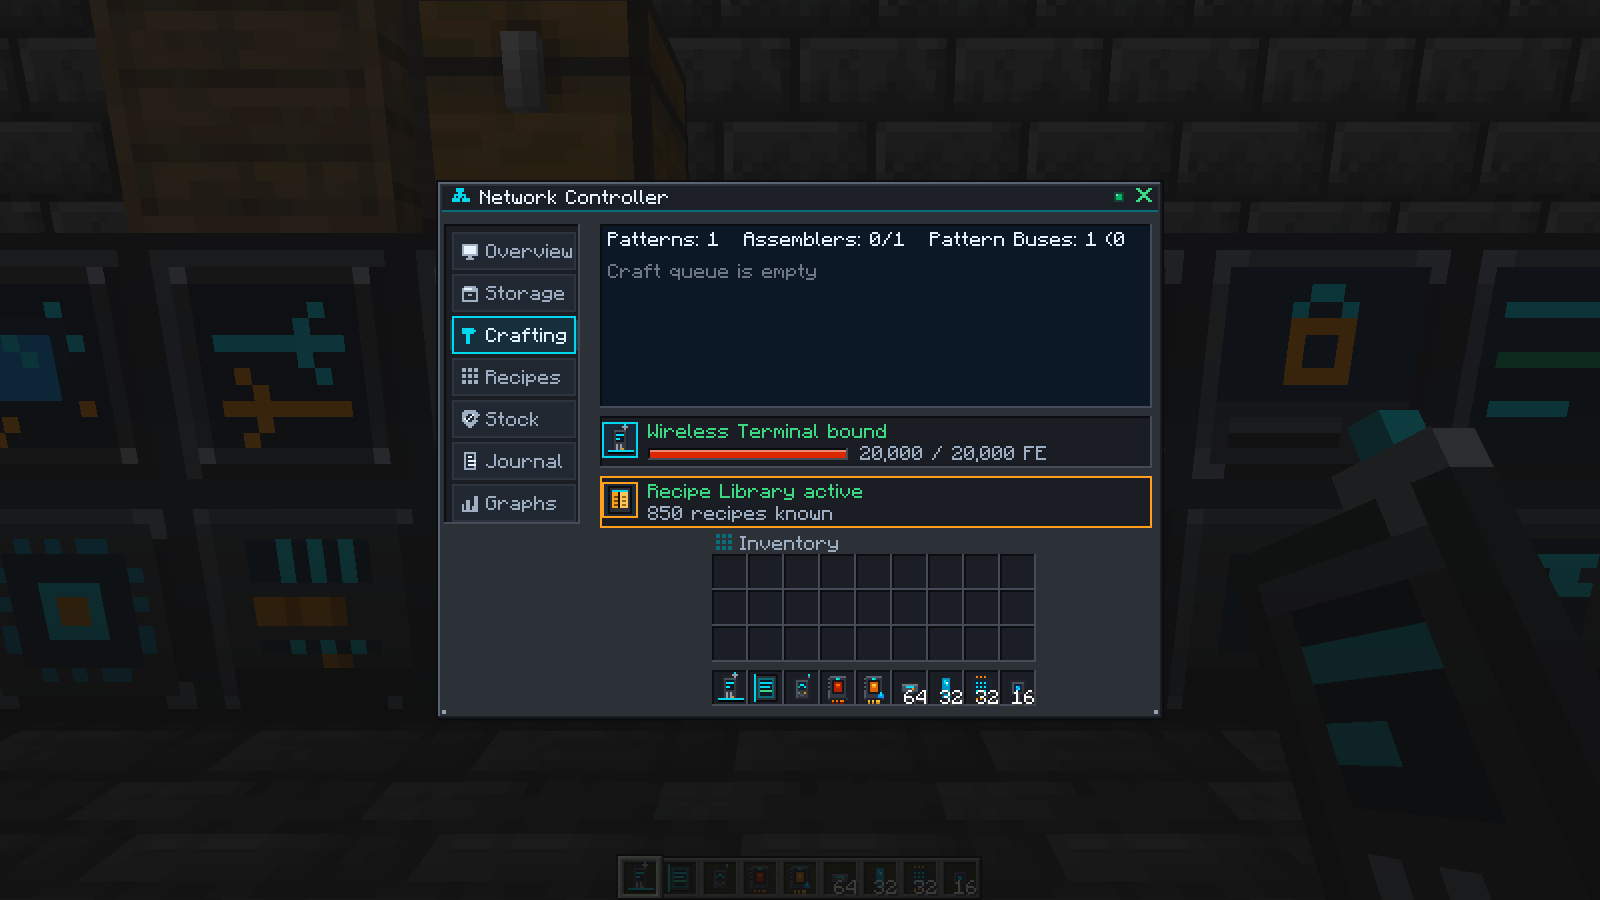 Network Controller
Overview
Storage
Crafting
Recipes
Stock
Journal
Graphs
Patterns: 1 Assemblers: 0/1 Pattern Buses: 1 (0
Craft queue is empty
Wireless Terminal bound
20,000 / 20,000 FE
Recipe Library active
850 recipes known
Inventory
64 32 32 16
64 32 32 16